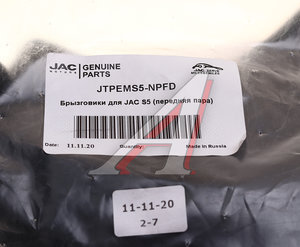 JAC MOTORS
GENUINE PARTS
JTPEMS5-NPFD
Брызговики для JAC S5 (передняя пара)
Date: 11.11.20 Quantity: Made in Russia
11-11-20
2-7